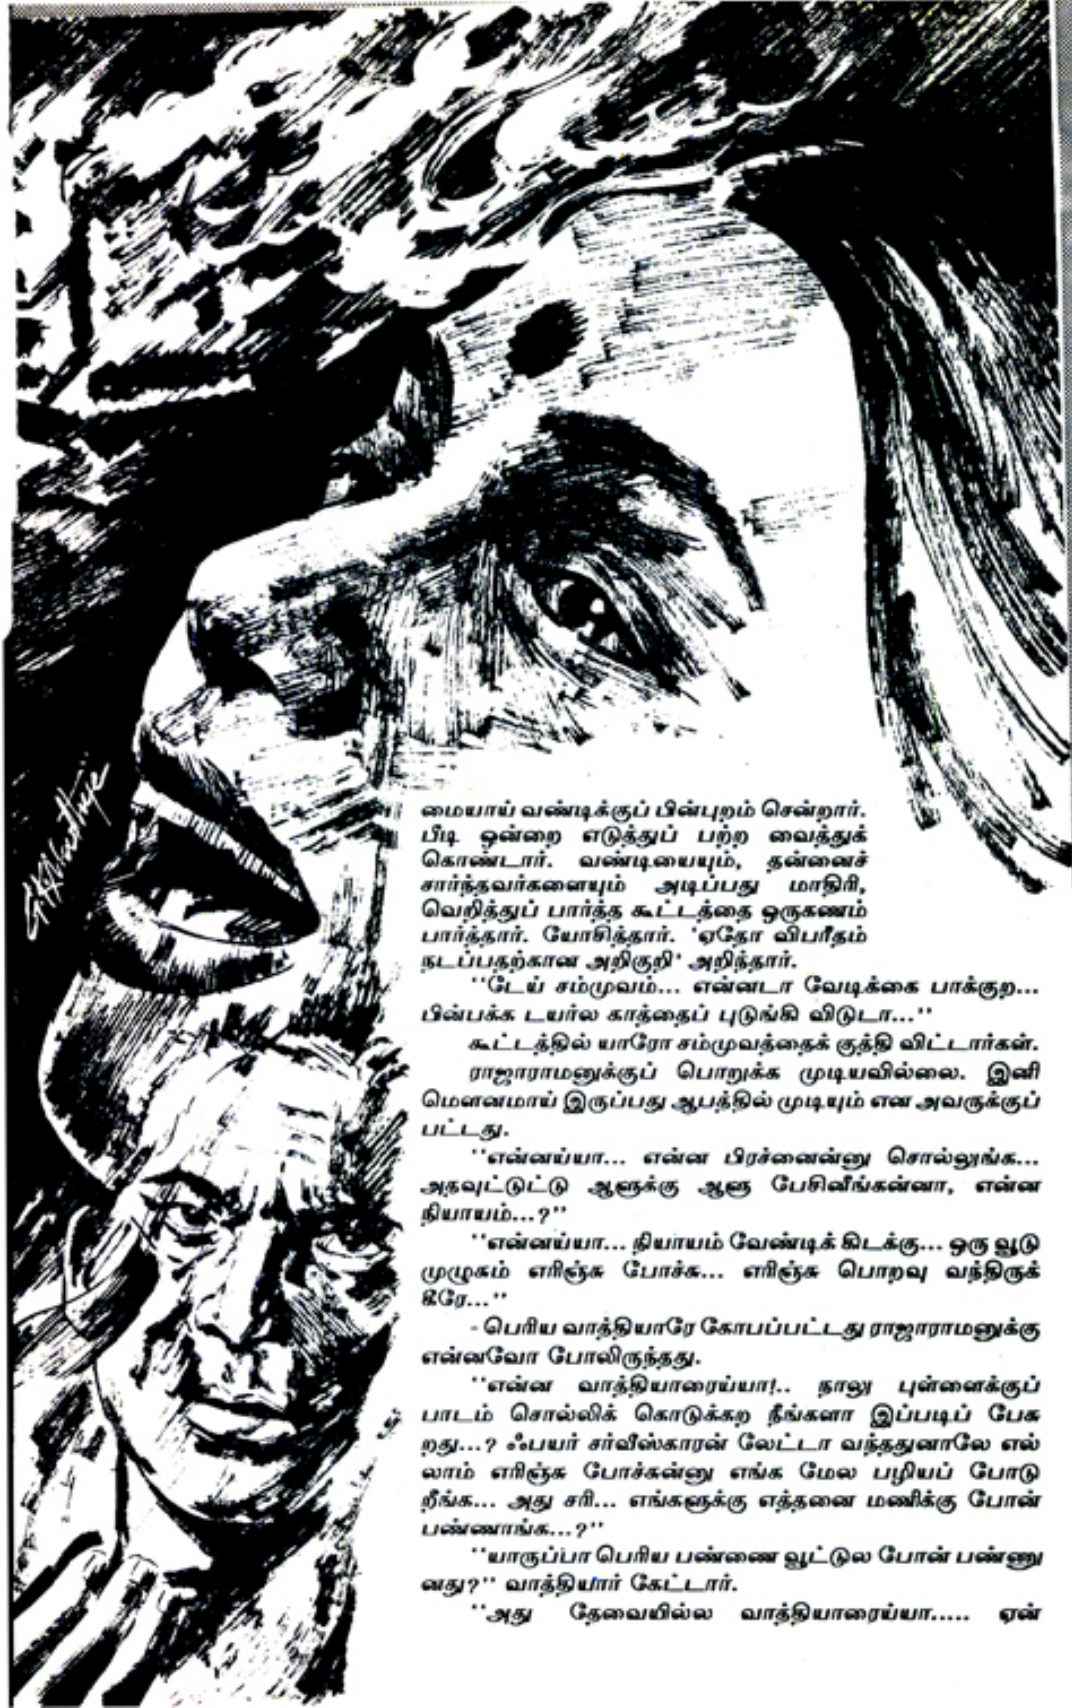 மையாய் வண்டிக்குப் பின்புறம் சென்றார்.
பீடி ஒன்றை எடுத்துப் பற்ற வைத்துக்
கொண்டார். வண்டியையும், தன்னைச்
சார்ந்தவர்களையும் அடிப்பது மாதிரி,
வெறித்துப் பார்த்த கூட்டத்தை ஒருகணம்
பார்த்தார். யோசித்தார். 'ஏதோ விபரீதம்
நடப்பதற்கான அறிகுறி' அறிந்தார்.
''டேய் சம்முவம்... என்னடா வேடிக்கை பாக்குற...
பின்பக்க டயர்ல காத்தைப் புடுங்கி விடுடா...''
கூட்டத்தில் யாரோ சம்முவத்தைக் குத்தி விட்டார்கள்.
ராஜாராமனுக்குப் பொறுக்க முடியவில்லை. இனி
மௌனமாய் இருப்பது ஆபத்தில் முடியும் என அவருக்குப்
பட்டது.
''என்னய்யா... என்ன பிரச்னைன்னு சொல்லுங்க...
அதவுட்டுட்டு ஆளுக்கு ஆளு பேசினீங்கன்னா, என்ன
நியாயம்...?''
''என்னய்யா... நியாயம் வேண்டிக் கிடக்கு... ஒரு வூடு
முழுகம் எரிஞ்சு போச்சு... எரிஞ்சு பொறவு வந்திருக்
கீரே...''
- பெரிய வாத்தியாரே கோபப்பட்டது ராஜாராமனுக்கு
என்னவோ போலிருந்தது.
''என்ன வாத்தியாரைய்யா!.. நாலு புள்ளைக்குப்
பாடம் சொல்லிக் கொடுக்கற நீங்களா இப்படிப் பேசு
றது...? ஃபயர் சர்வீஸ்காரன் லேட்டா வந்ததுனாலே எல்
லாம் எரிஞ்சு போச்சுன்னு எங்க மேல பழியப் போடு
றீங்க... அது சரி... எங்களுக்கு எத்தனை மணிக்கு போன்
பண்ணாங்க...?''
''யாருப்பா பெரிய பண்ணை வூட்டுல போன் பண்ணு
னது?'' வாத்தியார் கேட்டார்.
''அது தேவையில்ல வாத்தியாரைய்யா..... ஏன்